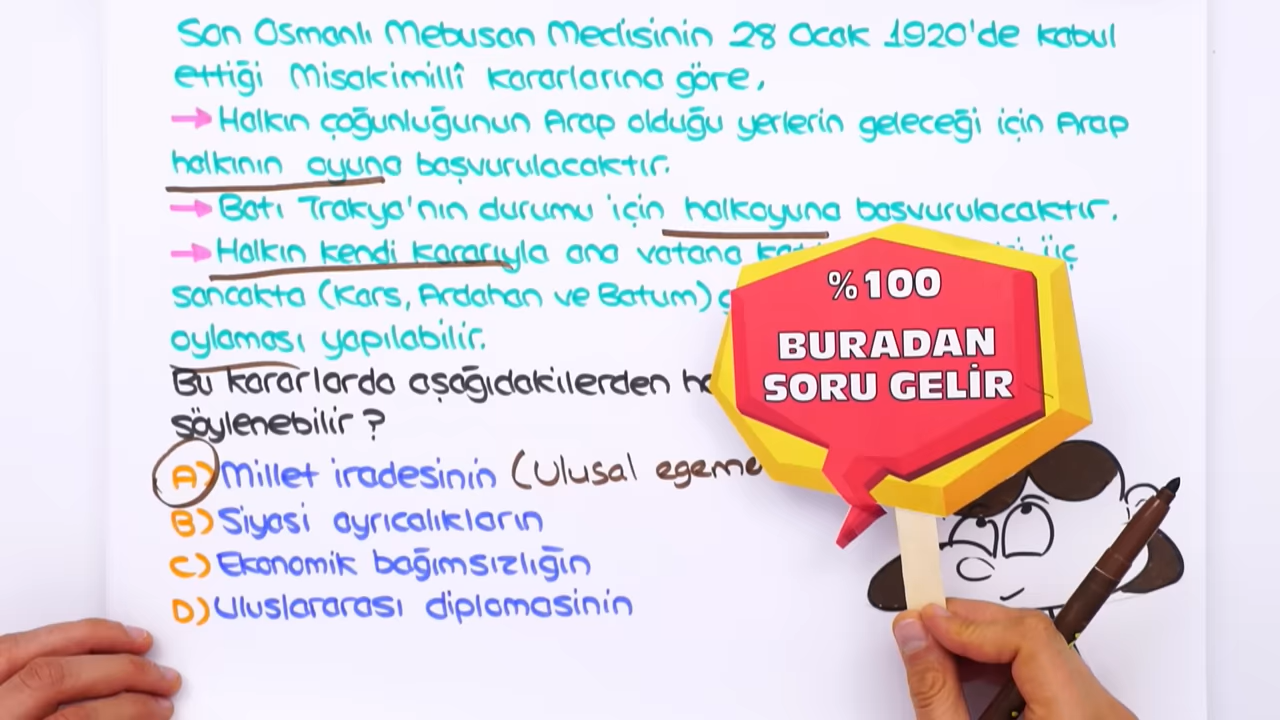 Son Osmanlı Mebusan Meclisinin 28 Ocak 1920'de kabul
ettiği Misakimillî kararlarına göre,
→ Halkın çoğunluğunun Arap olduğu yerlerin geleceği için Arap
halkının oyuna başvurulacaktır.
→ Batı Trakya'nın durumu için halkoyuna başvurulacaktır.
→ Halkın kendi kararıyla ana vatana üç
sancakta (Kars, Ardahan ve Batum)
oylaması yapılabilir.
Bu kararlarda aşağıdakilerden
söylenebilir?
A) Millet iradesinin (Ulusal
B) Siyasi ayrıcalıkların
C) Ekonomik bağımsızlığın
D) Uluslararası diplomasinin
%100
BURADAN
SORU GELİR